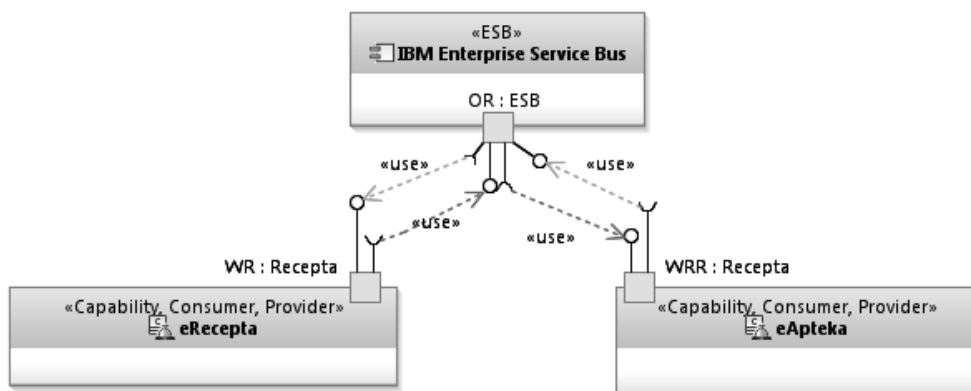 «ESB»
IBM Enterprise Service Bus
OR : ESB
«use»
«use»
«use»
«use»
WR : Recepta
WRR : Recepta
«Capability, Consumer, Provider»
eRecepta
«Capability, Consumer, Provider»
eApteka